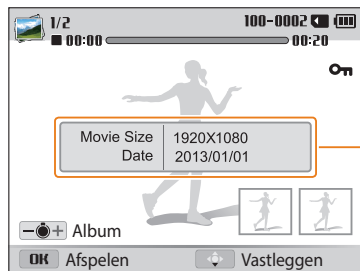 1/2 100-0002
00:00 00:20
Movie Size 1920X1080
Date 2013/01/01
Album
OK Afspelen Vastleggen